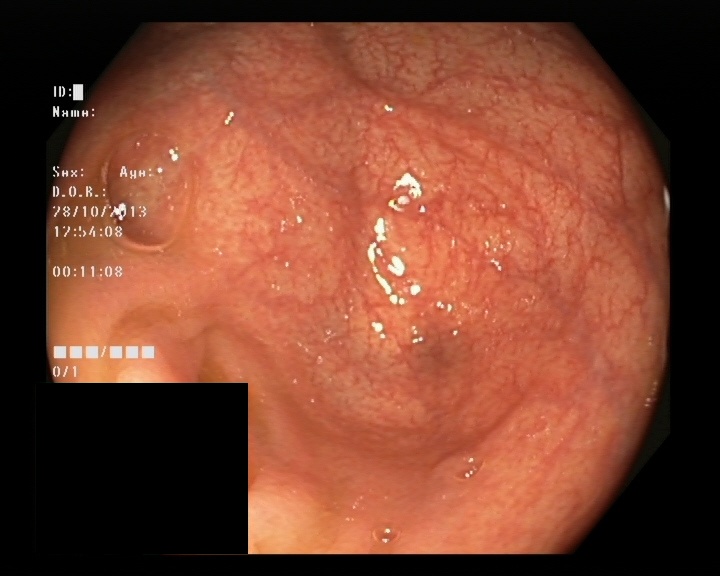 ID:
Name:
Sex: Age:
D.O.B.:
28/10/2013
12:54:08
00:11:08
■■■/■■■
0/1